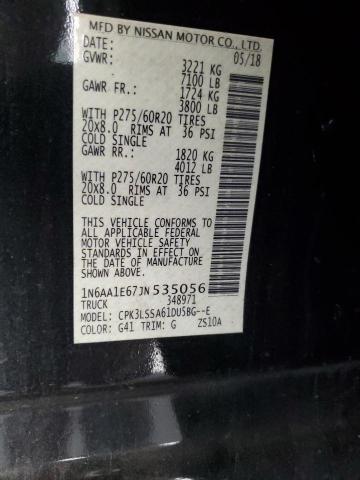 MFD BY NISSAN MOTOR CO., LTD.
DATE: 05/18
GVWR: 3221 KG
7100 LB
GAWR FR.: 1724 KG
3800 LB
WITH P275/60R20 TIRES
20X8.0 RIMS AT 36 PSI
COLD SINGLE
GAWR RR.: 1820 KG
4012 LB
WITH P275/60R20 TIRES
20X8.0 RIMS AT 36 PSI
COLD SINGLE
THIS VEHICLE CONFORMS TO
ALL APPLICABLE FEDERAL
MOTOR VEHICLE SAFETY
STANDARDS IN EFFECT ON
THE DATE OF MANUFACTURE
SHOWN ABOVE.
1N6AA1E67JN535056
TRUCK 348971
MODEL: CPK3LSSA61DU5BG--E
COLOR: G41 TRIM: G ZS10A